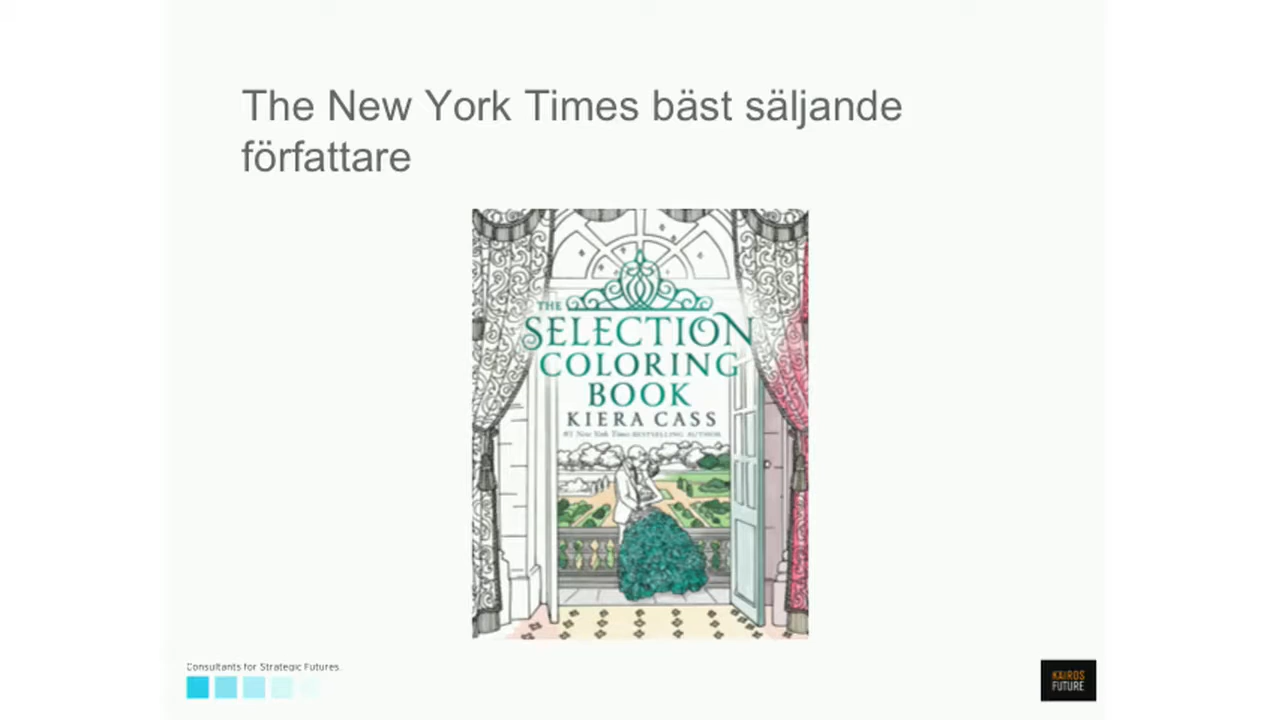 The New York Times bäst säljande
författare
THE
SELECTION
COLORING
BOOK
KIERA CASS
#1 New York Times BESTSELLING AUTHOR
Consultants for Strategic Futures.
KAIROS
FUTURE